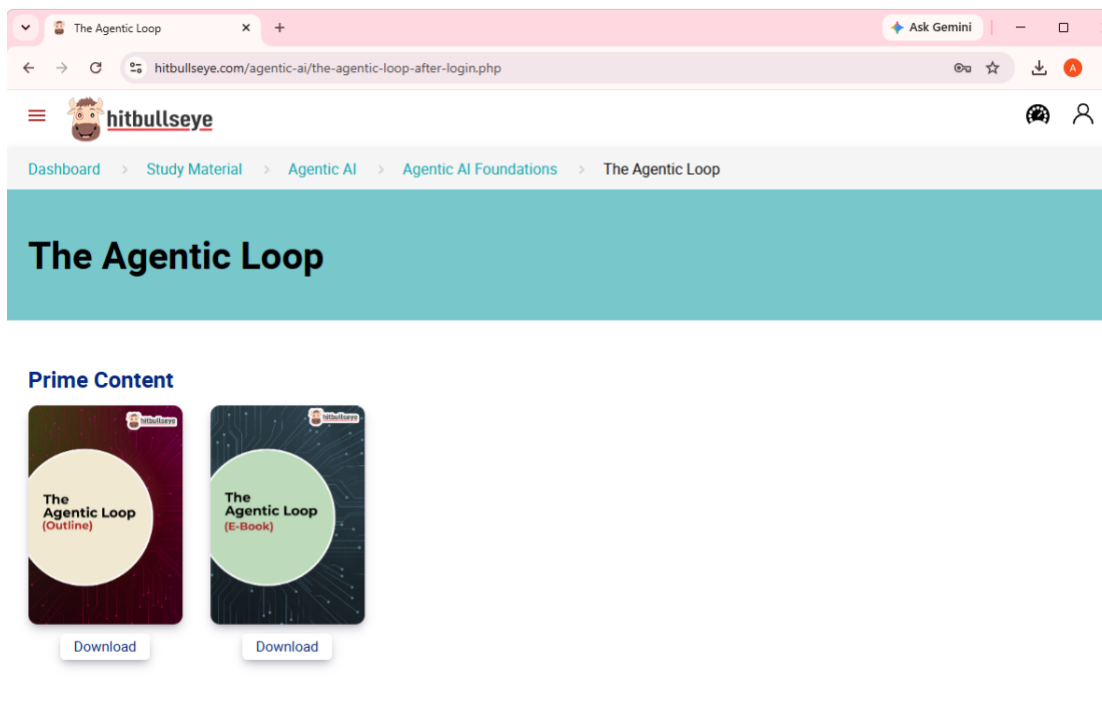 The Agentic Loop
Ask Gemini
hitbullseye.com/agentic-ai/the-agentic-loop-after-login.php
A
hitbullseye
Dashboard > Study Material > Agentic AI > Agentic AI Foundations > The Agentic Loop
The Agentic Loop
Prime Content
hitbullseye
The
Agentic Loop
(Outline)
Download
hitbullseye
The
Agentic Loop
(E-Book)
Download